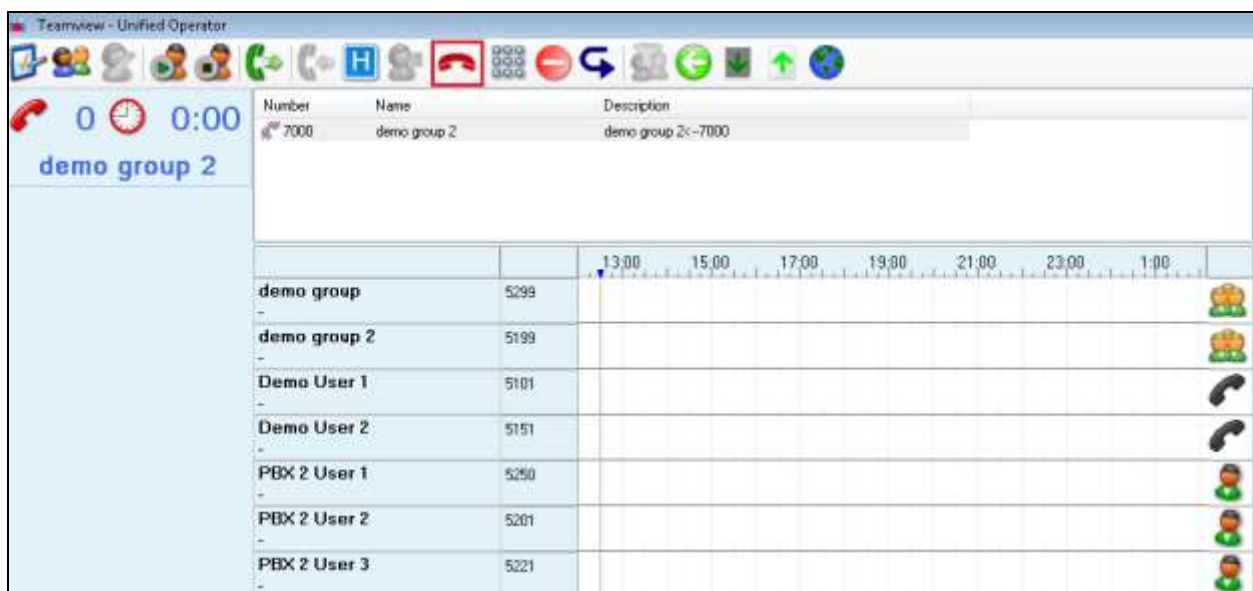 Teamview - Unified Operator
H
0 0:00
demo group 2
Number Name Description
7000 demo group 2 demo group 2<--7000
13:00 15:00 17:00 19:00 21:00 23:00 1:00
demo group 5299
-
demo group 2 5199
-
Demo User 1 5101
-
Demo User 2 5151
-
PBX 2 User 1 5250
-
PBX 2 User 2 5201
-
PBX 2 User 3 5221
-